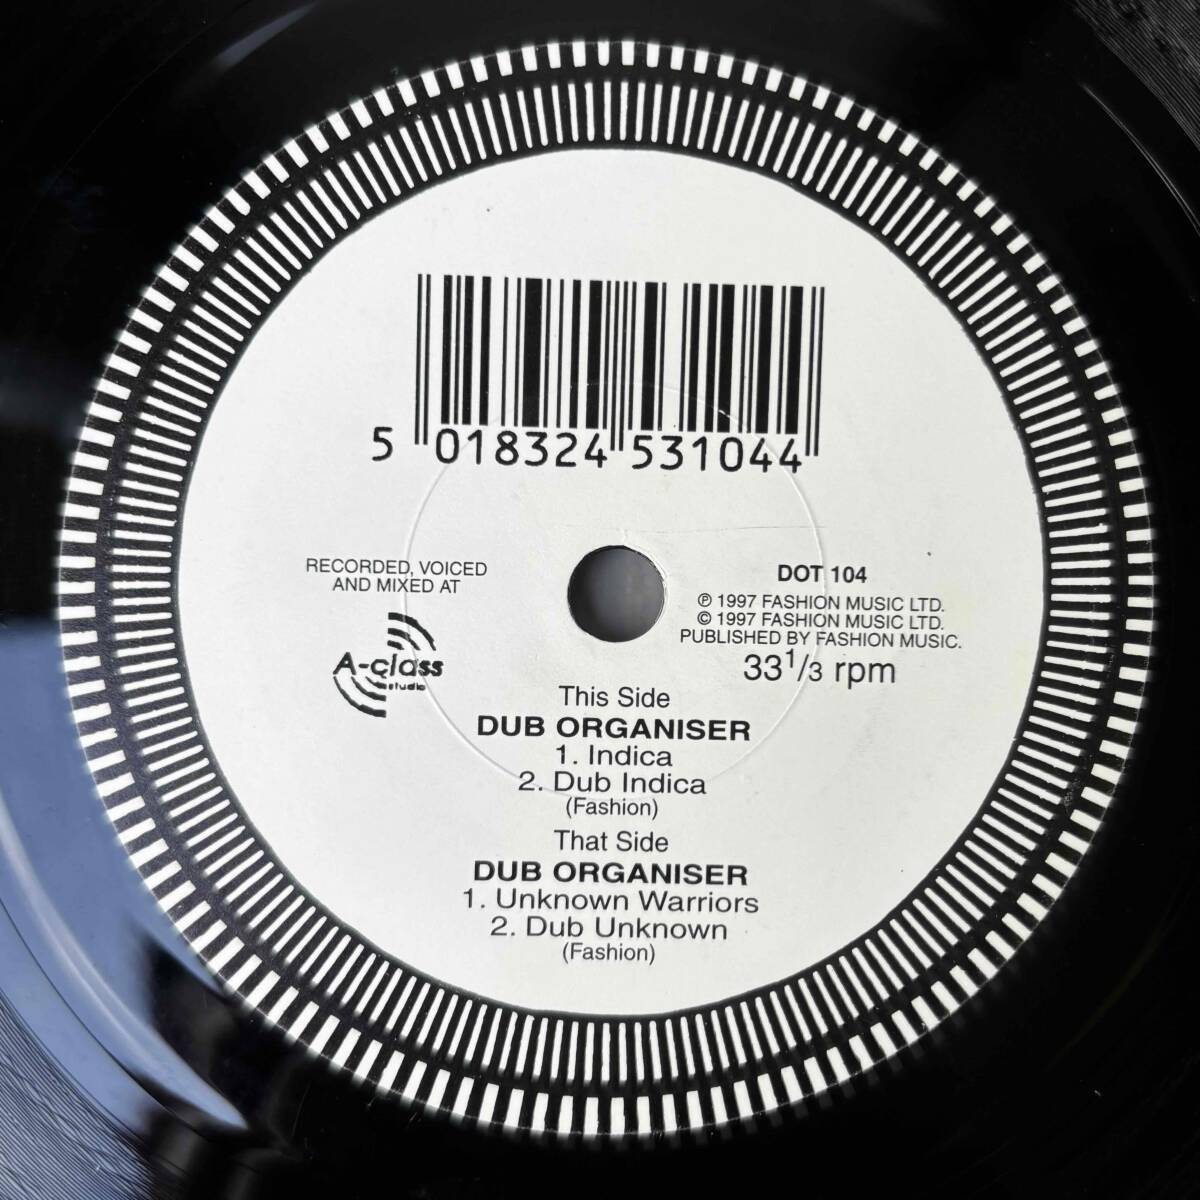 5 018324 531044
RECORDED, VOICED
AND MIXED AT
A-class
studio
DOT 104
℗ 1997 FASHION MUSIC LTD.
© 1997 FASHION MUSIC LTD.
PUBLISHED BY FASHION MUSIC.
33 1/3 rpm
This Side
DUB ORGANISER
1. Indica
2. Dub Indica
(Fashion)
That Side
DUB ORGANISER
1. Unknown Warriors
2. Dub Unknown
(Fashion)